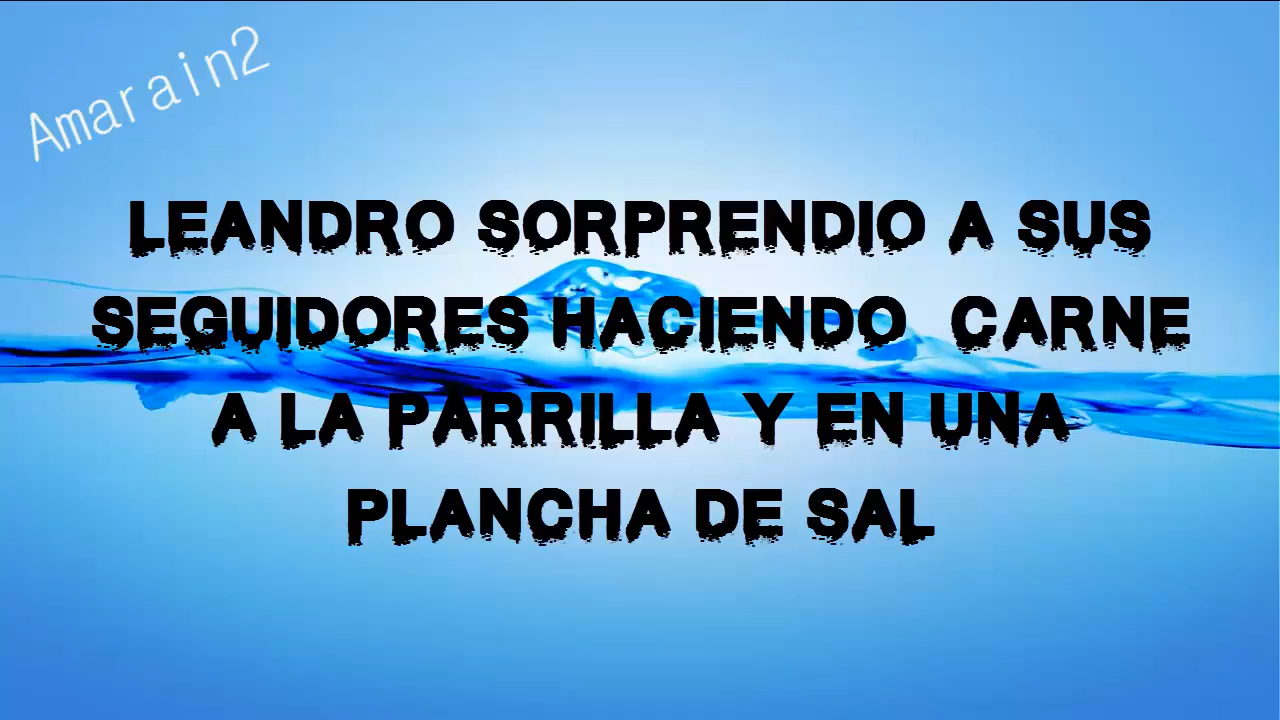 Amarain2
LEANDRO SORPRENDIO A SUS
SEGUIDORES HACIENDO  CARNE
A LA PARRILLA Y EN UNA
PLANCHA DE SAL